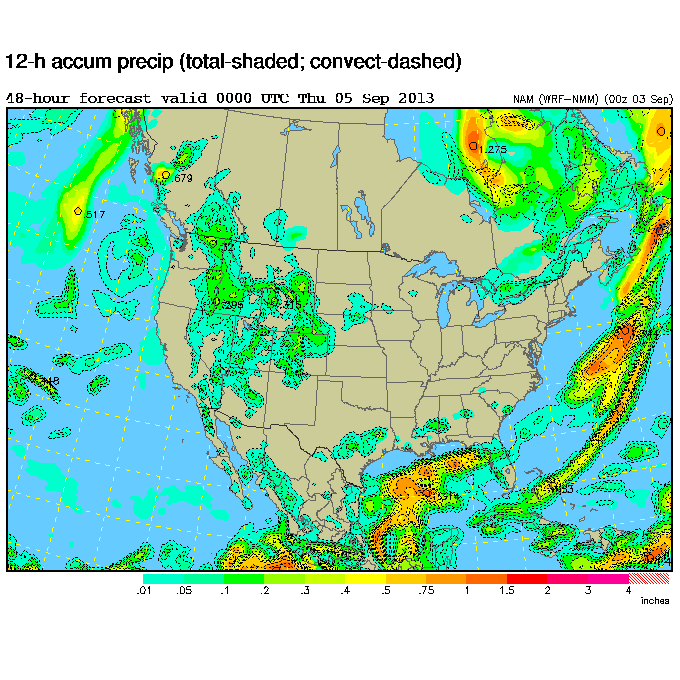 12-h accum precip (total-shaded; convect-dashed)
48-hour forecast valid 0000 UTC Thu 05 Sep 2013 NAM (WRF-NMM) (00z 03 Sep)
1.275
.679
.517
.01 .05 .1 .2 .3 .4 .5 .75 1 1.5 2 3 4
inches